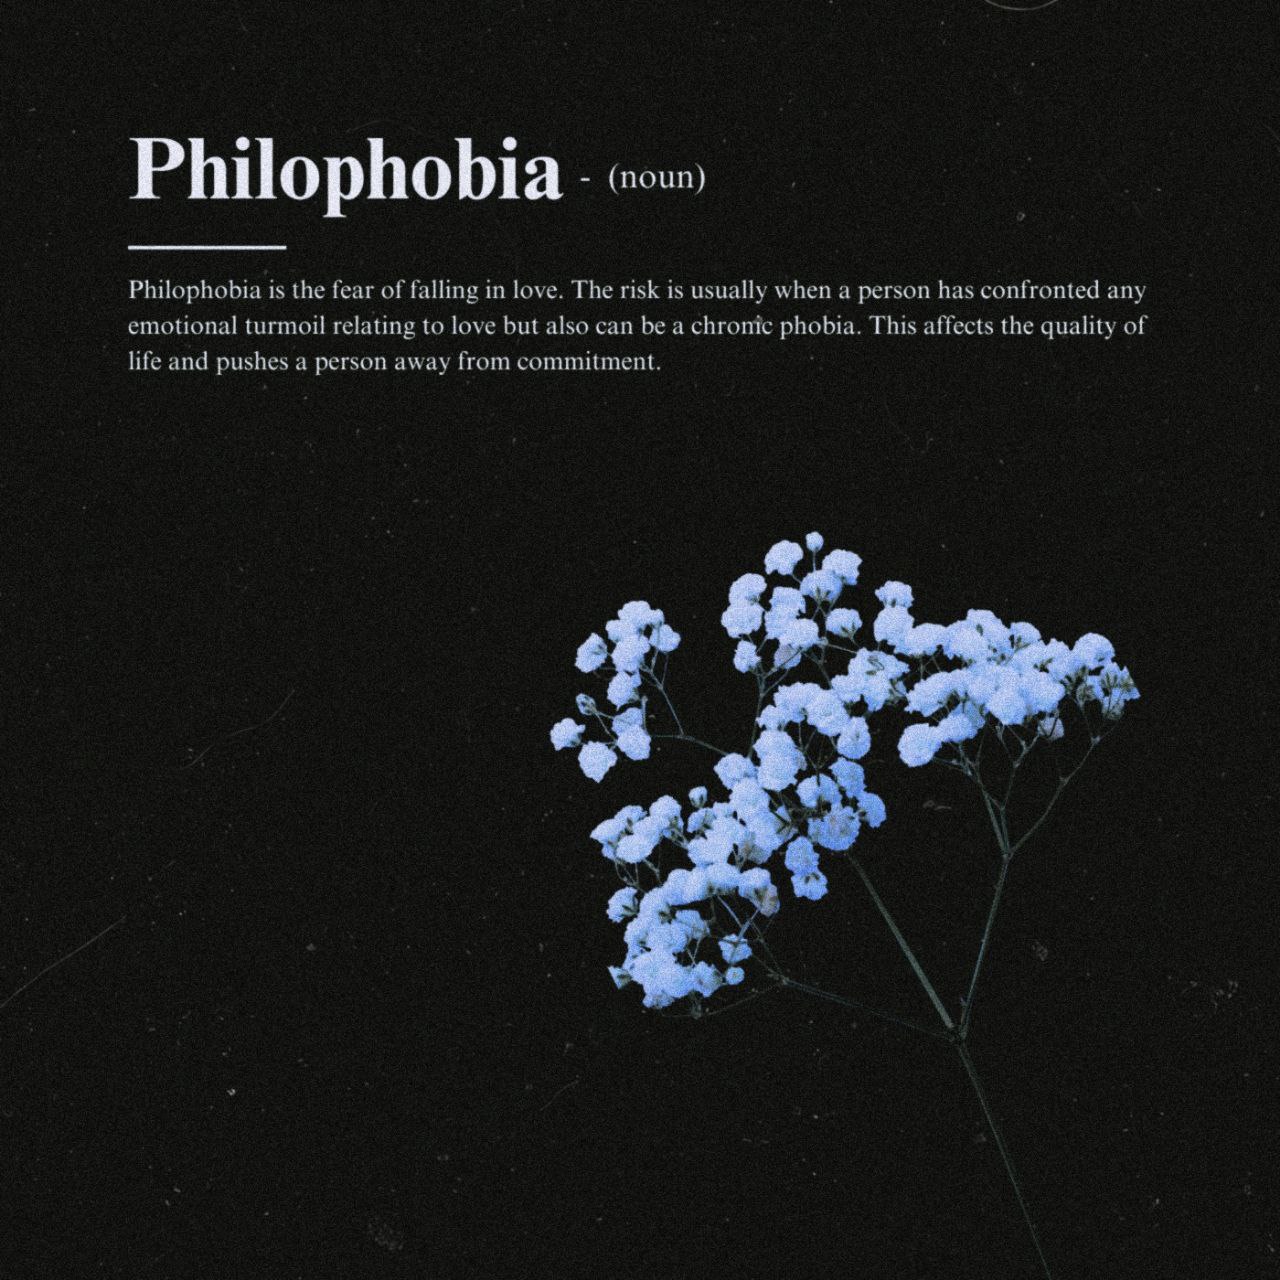 Philophobia - (noun)
Philophobia is the fear of falling in love. The risk is usually when a person has confronted any
emotional turmoil relating to love but also can be a chronic phobia. This affects the quality of
life and pushes a person away from commitment.